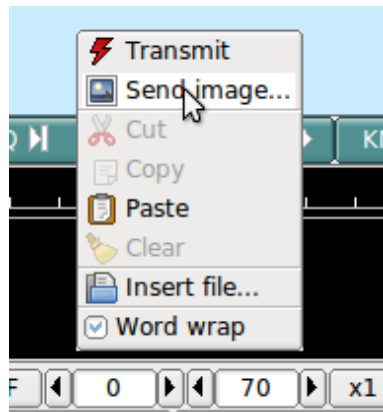 Transmit
Send image...
Cut
Copy
Paste
Clear
Insert file...
Word wrap
F 0 70 x1